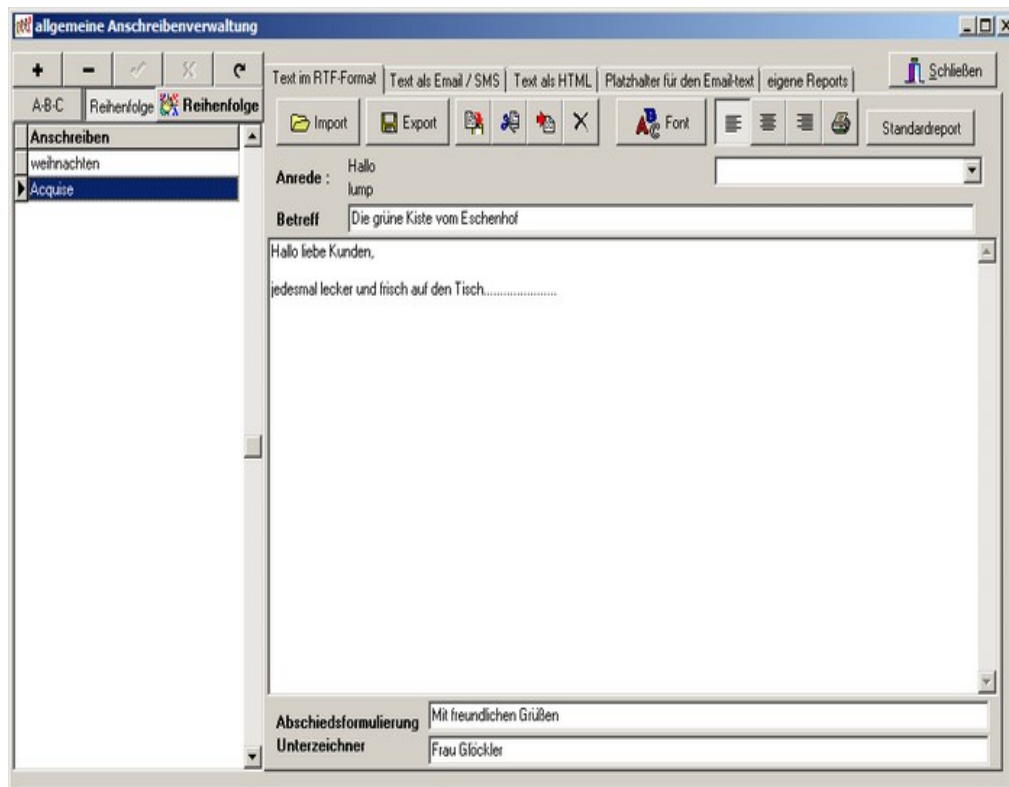 allgemeine Anschreibenverwaltung
Schließen
Text im RTF-Format Text als Email / SMS Text als HTML Platzhalter für den Email-text eigene Reports
A-B-C Reihenfolge Reihenfolge
Import Export Font Standardreport
Anschreiben
weihnachten
Acquise
Anrede : Hallo
lump
Betreff Die grüne Kiste vom Eschenhof
Hallo liebe Kunden,
jedesmal lecker und frisch auf den Tisch......................
Abschiedsformulierung Mit freundlichen Grüßen
Unterzeichner Frau Glöckler